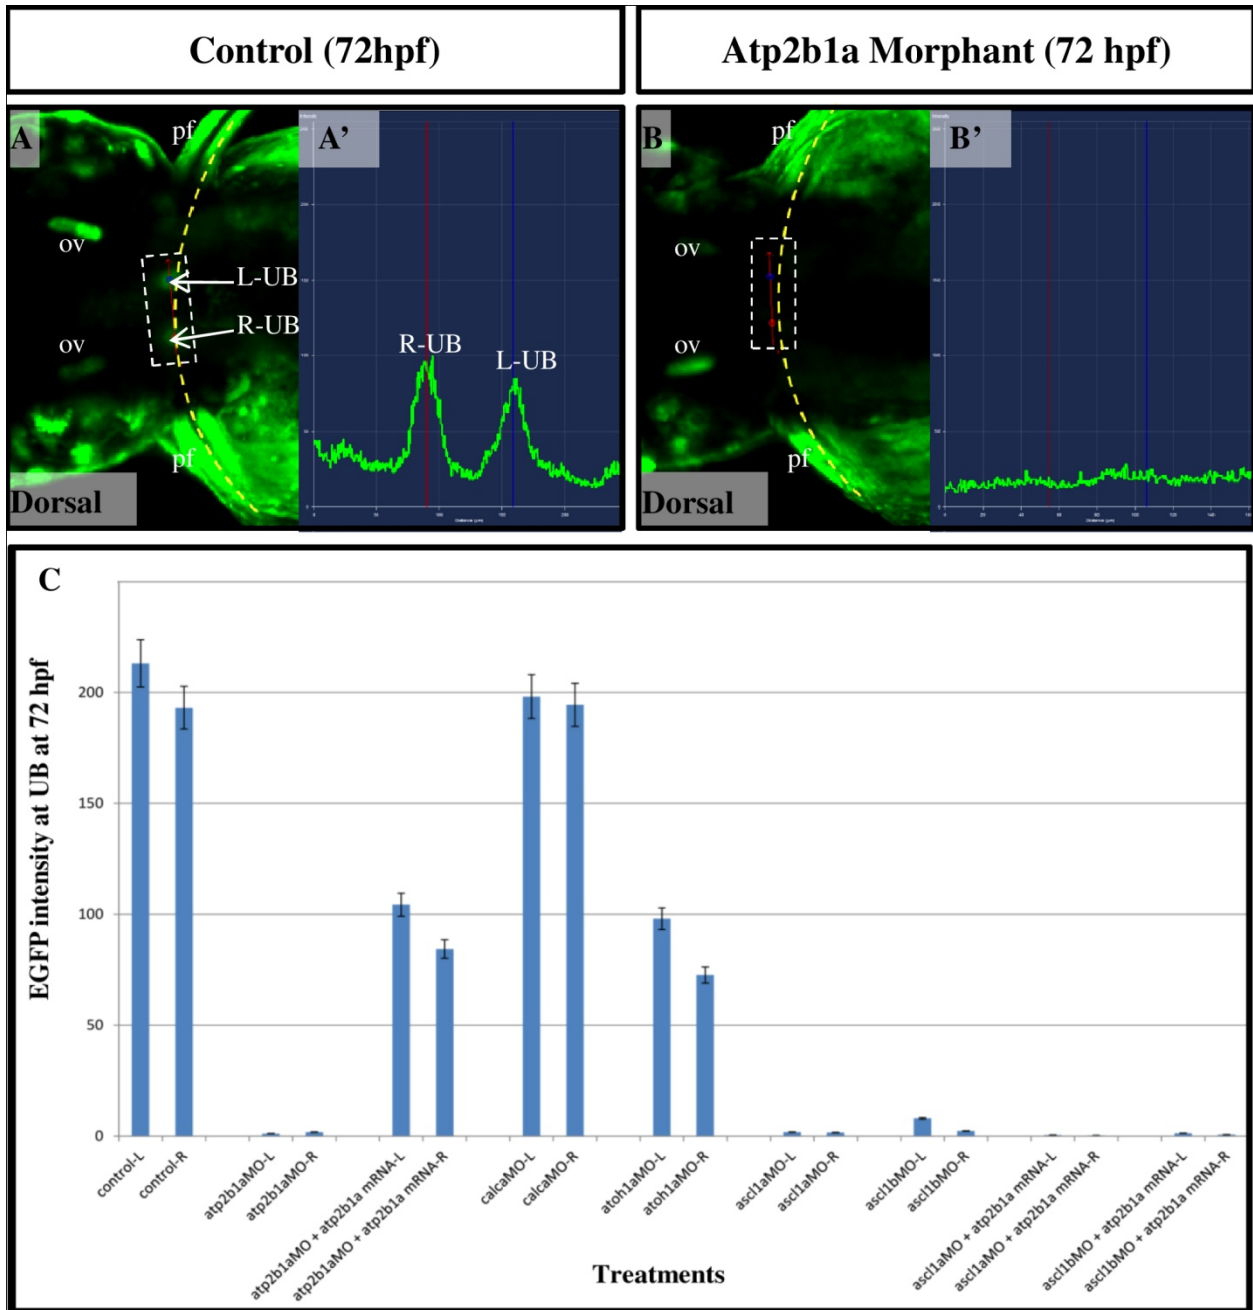 Control (72hpf)
Atp2b1a Morphant (72 hpf)
A
pf
ov
L-UB
R-UB
ov
pf
Dorsal
A’
R-UB
L-UB
B
pf
ov
ov
pf
Dorsal
B’
C
EGFP intensity at UB at 72 hpf
200
150
100
50
0
control-L
control-R
atp2b1aMO-L
atp2b1aMO-R
atp2b1aMO + atp2b1a mRNA-L
atp2b1aMO + atp2b1a mRNA-R
calcaMO-L
calcaMO-R
atoh1aMO-L
atoh1aMO-R
ascl1aMO-L
ascl1aMO-R
ascl1bMO-L
ascl1bMO-R
ascl1aMO + atp2b1a mRNA-L
ascl1aMO + atp2b1a mRNA-R
ascl1bMO + atp2b1a mRNA-L
ascl1bMO + atp2b1a mRNA-R
Treatments